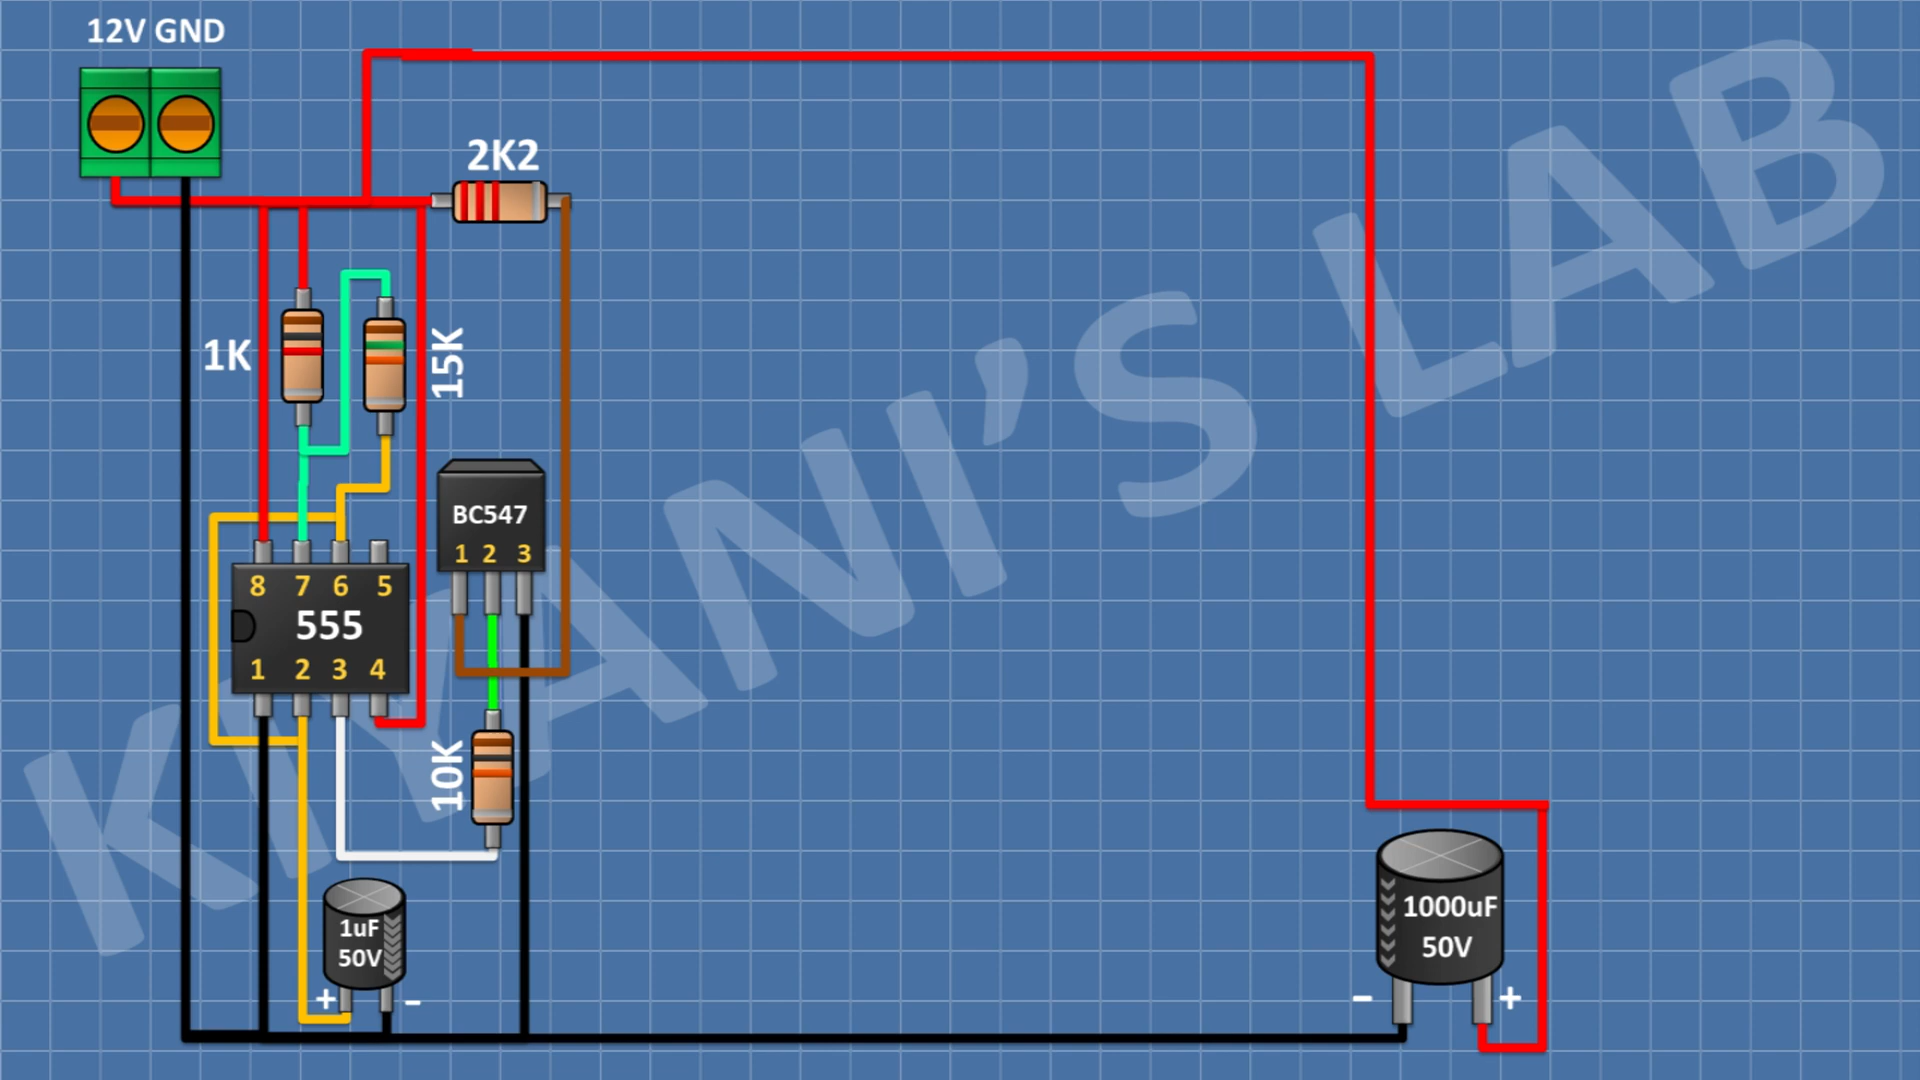 12V GND
2K2
1K
15K
BC547
1 2 3
8 7 6 5
555
1 2 3 4
10K
1uF
50V
+ -
1000uF
50V
- +
KIYANI'S LAB